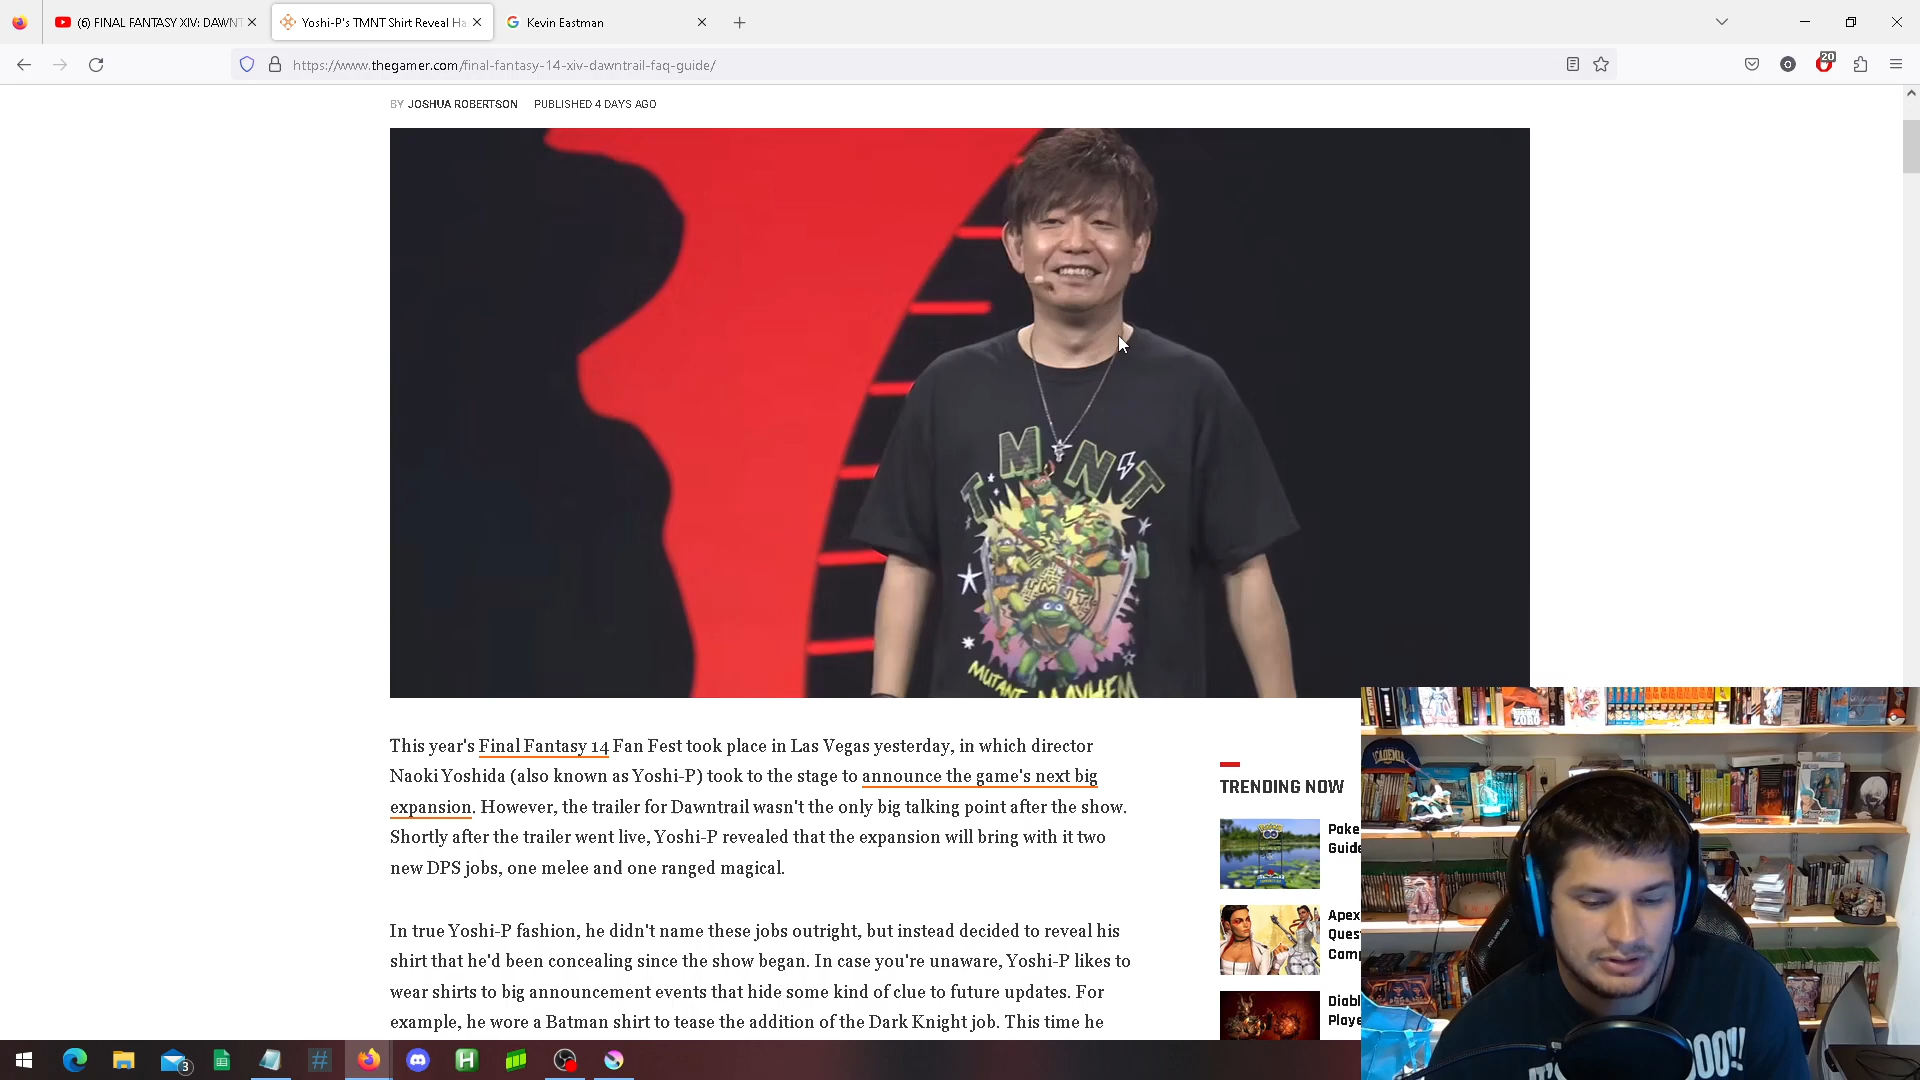 (6) FINAL FANTASY XIV: DAWNT
Yoshi-P's TMNT Shirt Reveal Ha
Kevin Eastman
https://www.thegamer.com/final-fantasy-14-xiv-dawntrail-faq-guide/
20
BY JOSHUA ROBERTSON PUBLISHED 4 DAYS AGO
TMNT
TMNT
MUTANT MAYHEM
This year's Final Fantasy 14 Fan Fest took place in Las Vegas yesterday, in which director
Naoki Yoshida (also known as Yoshi-P) took to the stage to announce the game's next big
expansion. However, the trailer for Dawntrail wasn't the only big talking point after the show.
Shortly after the trailer went live, Yoshi-P revealed that the expansion will bring with it two
new DPS jobs, one melee and one ranged magical.
In true Yoshi-P fashion, he didn't name these jobs outright, but instead decided to reveal his
shirt that he'd been concealing since the show began. In case you're unaware, Yoshi-P likes to
wear shirts to big announcement events that hide some kind of clue to future updates. For
example, he wore a Batman shirt to tease the addition of the Dark Knight job. This time he
TRENDING NOW
Poke
Guide
Apex
Ques
Camp
Diabl
Playe
ACADEMIA
3